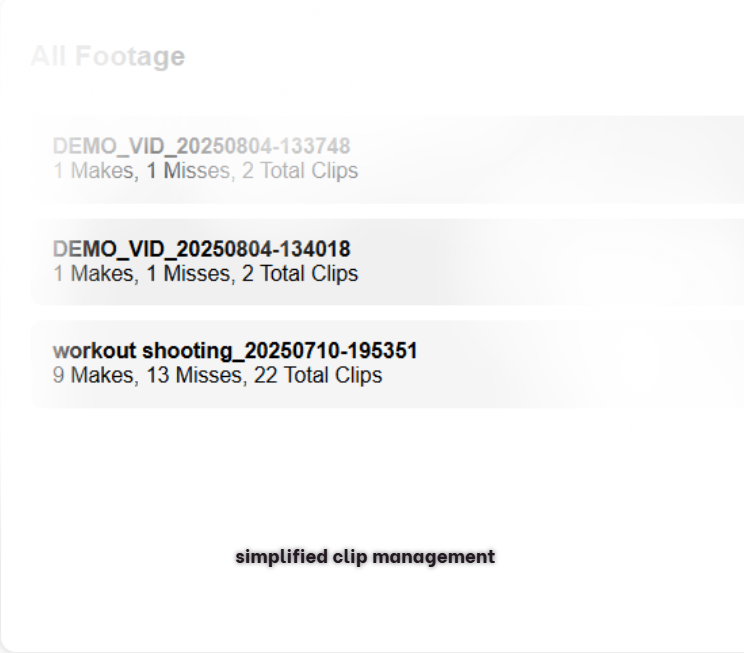 All Footage
DEMO_VID_20250804-133748
1 Makes, 1 Misses, 2 Total Clips
DEMO_VID_20250804-134018
1 Makes, 1 Misses, 2 Total Clips
workout shooting_20250710-195351
9 Makes, 13 Misses, 22 Total Clips
simplified clip management